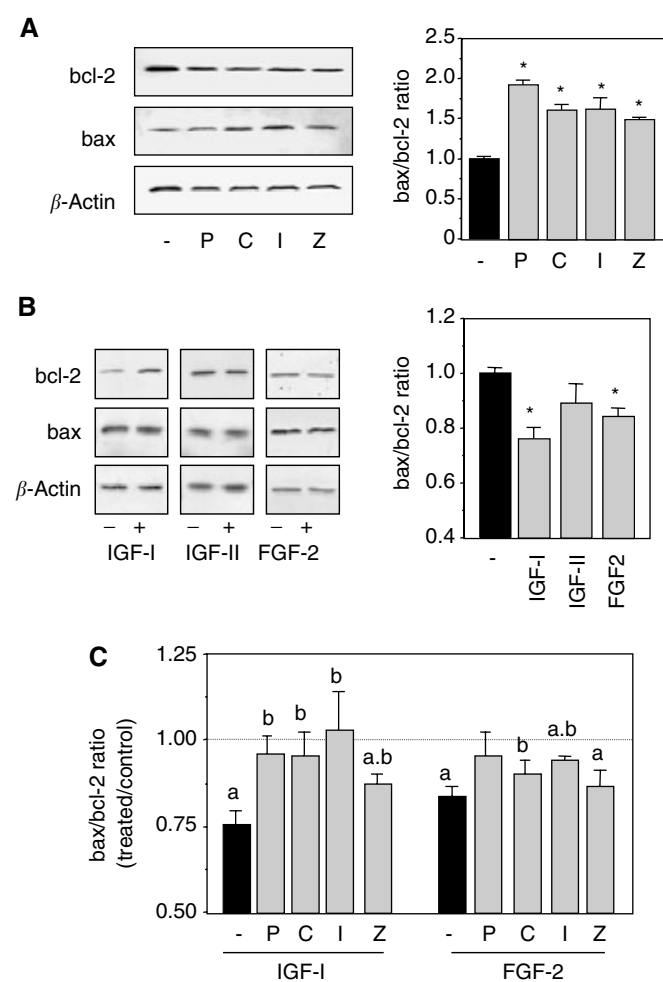 A
bcl-2
bax
β-Actin
- P C I Z
bax/bcl-2 ratio
2.5
2.0
1.5
1.0
0.5
0
* * * *
- P C I Z
B
bcl-2
bax
β-Actin
− + − + − +
IGF-I IGF-II FGF-2
bax/bcl-2 ratio
1.2
1.0
0.8
0.6
0.4
* *
- IGF-I IGF-II FGF2
C
bax/bcl-2 ratio
(treated/control)
1.25
1.00
0.75
0.50
a b b b a.b a b a.b a
- P C I Z - P C I Z
IGF-I FGF-2